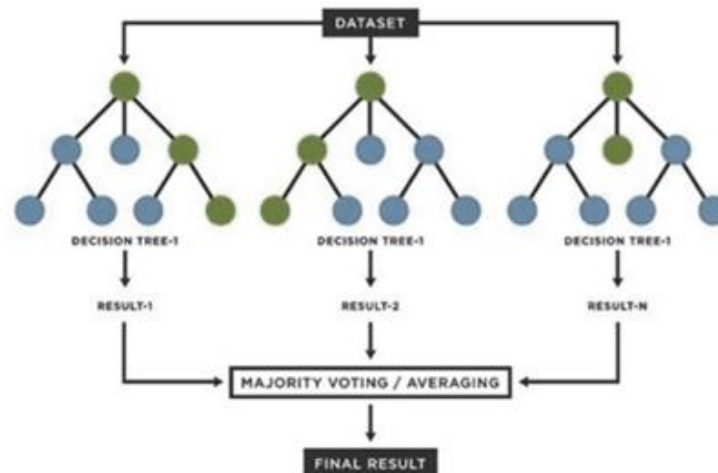 DATASET
DECISION TREE-1 DECISION TREE-1 DECISION TREE-1
RESULT-1 RESULT-2 RESULT-N
MAJORITY VOTING / AVERAGING
FINAL RESULT